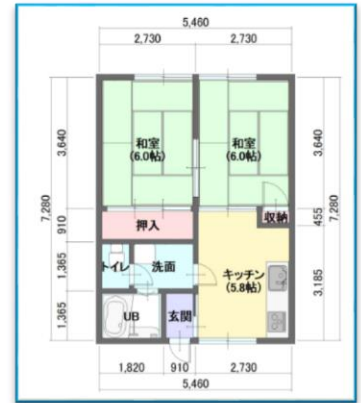 5,460
2,730 2,730
3,640
7,280
910
1,365
1,365
和室
(6.0帖)
和室
(6.0帖)
押入
収納
トイレ
洗面
キッチン
(5.8帖)
UB
玄関
3,640
7,280
455
3,185
1,820 910 2,730
5,460